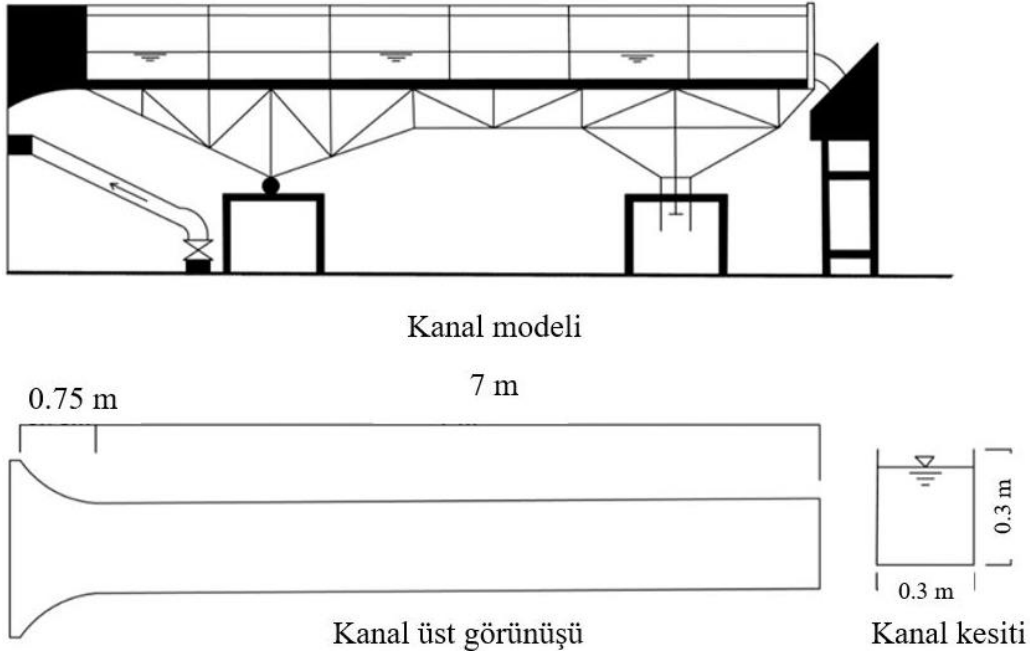 Kanal modeli
0.75 m
7 m
0.3 m
0.3 m
Kanal üst görünüşü
Kanal kesiti